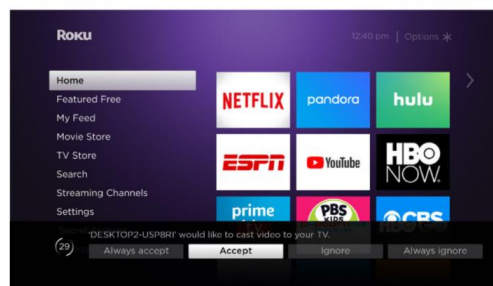 Roku
12:40 pm | Options
Home
Featured Free
My Feed
Movie Store
TV Store
Search
Streaming Channels
Settings
NETFLIX
pandora
hulu
ESPN
YouTube
HBO
NOW
prime
PBS
KIDS
CBS
29
'DESKTOP2-U5PBRI' would like to cast video to your TV.
Always accept
Accept
Ignore
Always ignore